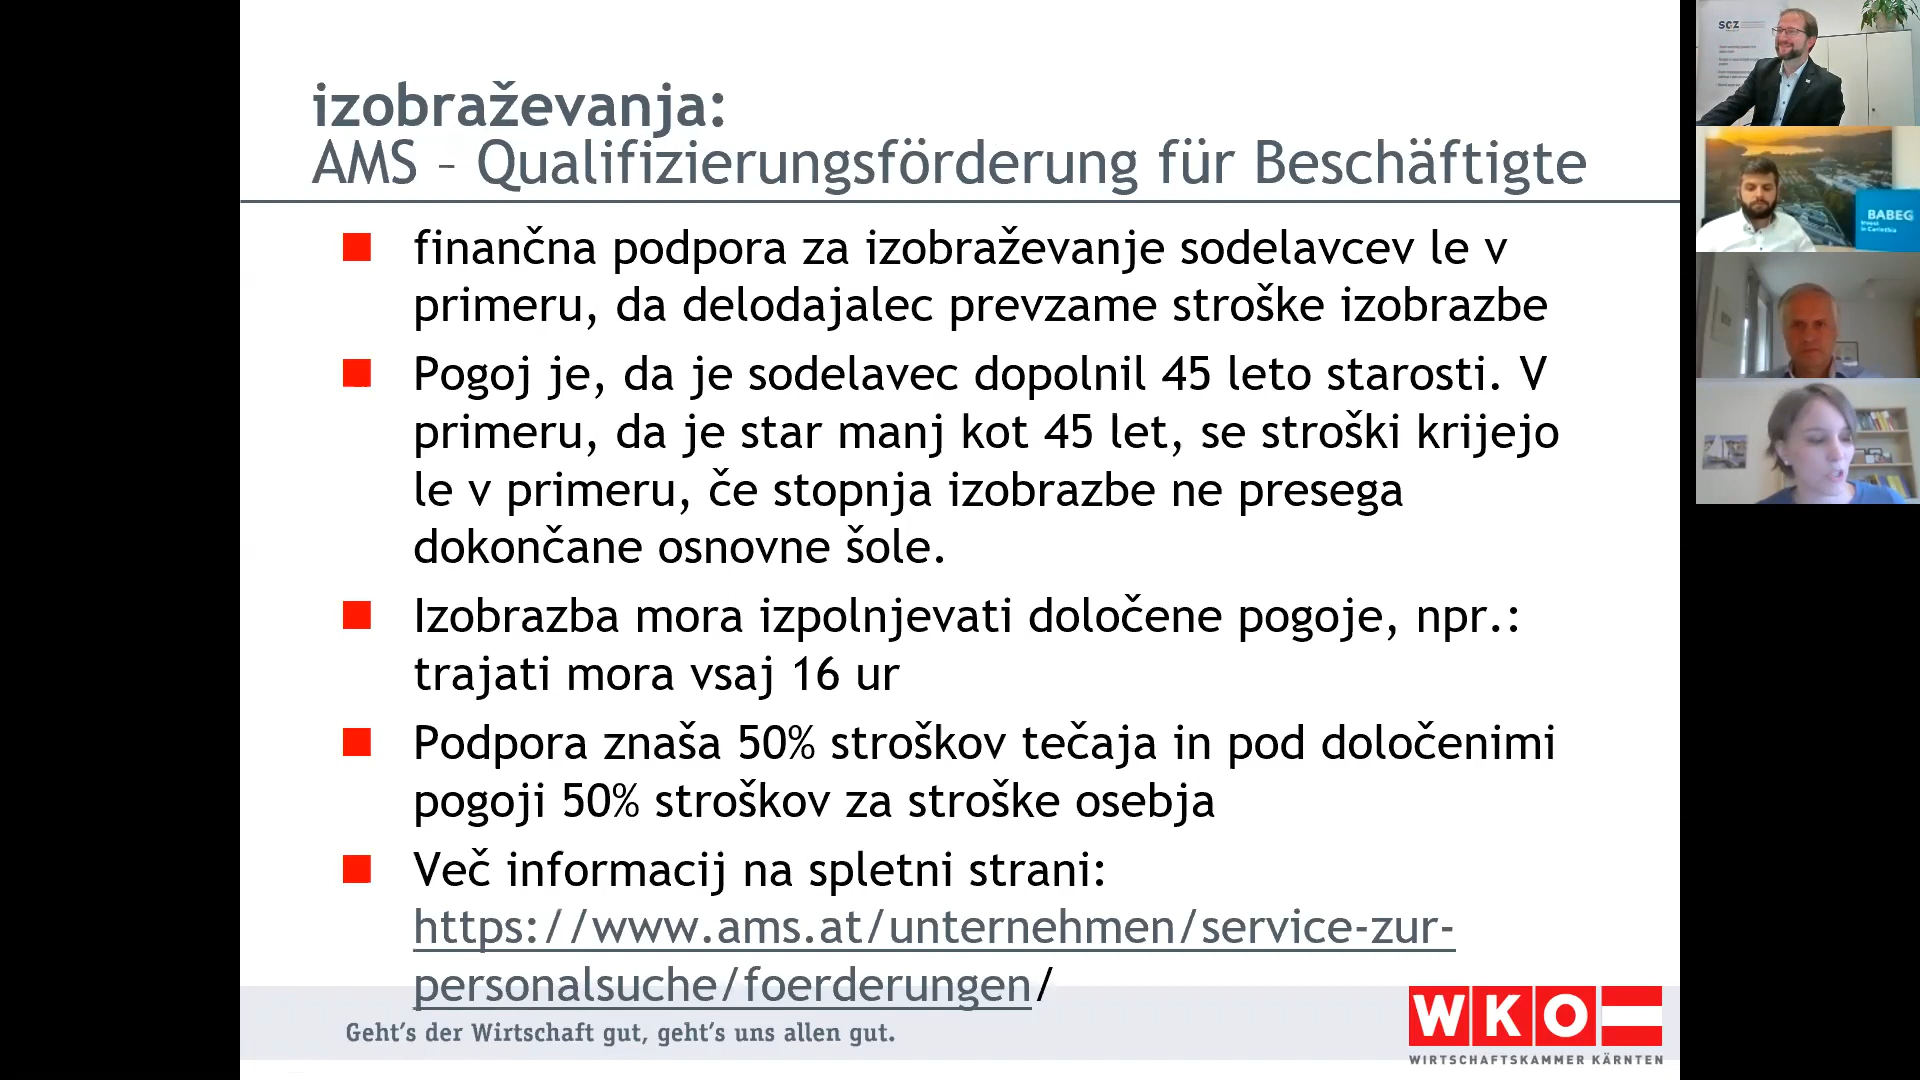 izobraževanja:
AMS – Qualifizierungsförderung für Beschäftigte
finančna podpora za izobraževanje sodelavcev le v
primeru, da delodajalec prevzame stroške izobrazbe
Pogoj je, da je sodelavec dopolnil 45 leto starosti. V
primeru, da je star manj kot 45 let, se stroški krijejo
le v primeru, če stopnja izobrazbe ne presega
dokončane osnovne šole.
Izobrazba mora izpolnjevati določene pogoje, npr.:
trajati mora vsaj 16 ur
Podpora znaša 50% stroškov tečaja in pod določenimi
pogoji 50% stroškov za stroške osebja
Več informacij na spletni strani:
https://www.ams.at/unternehmen/service-zur-
personalsuche/foerderungen/
Geht's der Wirtschaft gut, geht's uns allen gut.
WKO
WIRTSCHAFTSKAMMER KÄRNTEN
SCZ
BABEG
Invest
in Carinthia